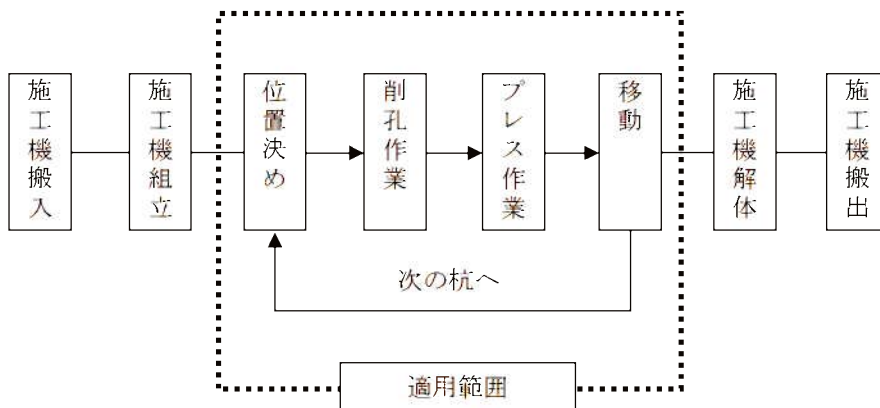 施工機搬入
施工機組立
位置決め
削孔作業
プレス作業
移動
施工機解体
施工機搬出
次の杭へ
適用範囲